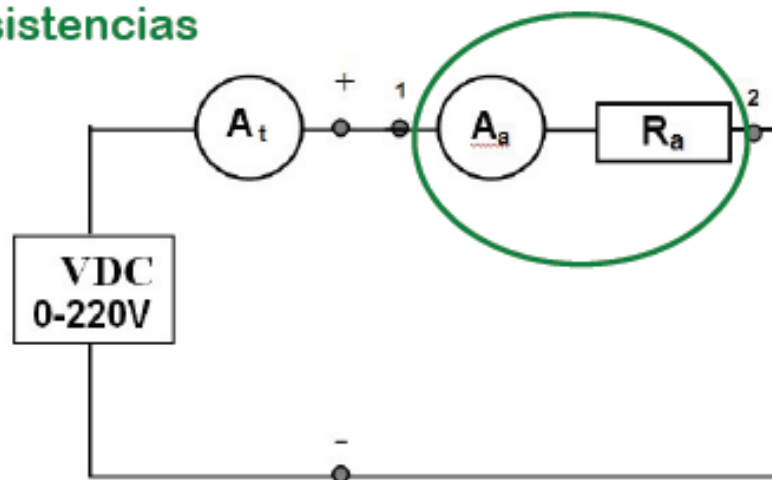 sistencias
+
1
2
At
Aa
Ra
VDC
0-220V
-